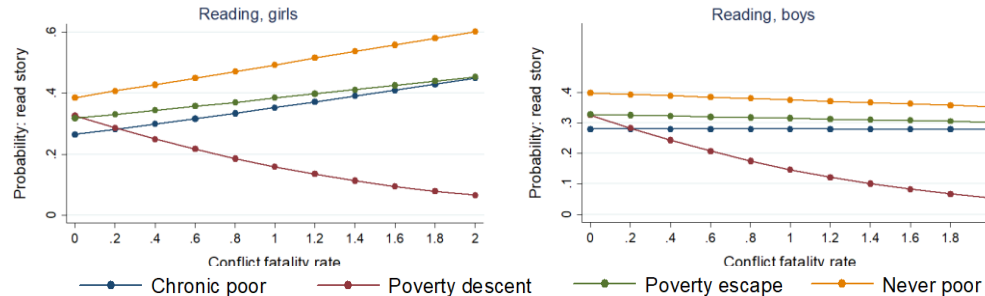 Reading, girls
Probability: read story
.6
.4
.2
0
0 .2 .4 .6 .8 1 1.2 1.4 1.6 1.8 2
Conflict fatality rate
Reading, boys
Probability: read story
.4
.3
.2
.1
0
0 .2 .4 .6 .8 1 1.2 1.4 1.6 1.8
Conflict fatality rate
Chronic poor Poverty descent Poverty escape Never poor